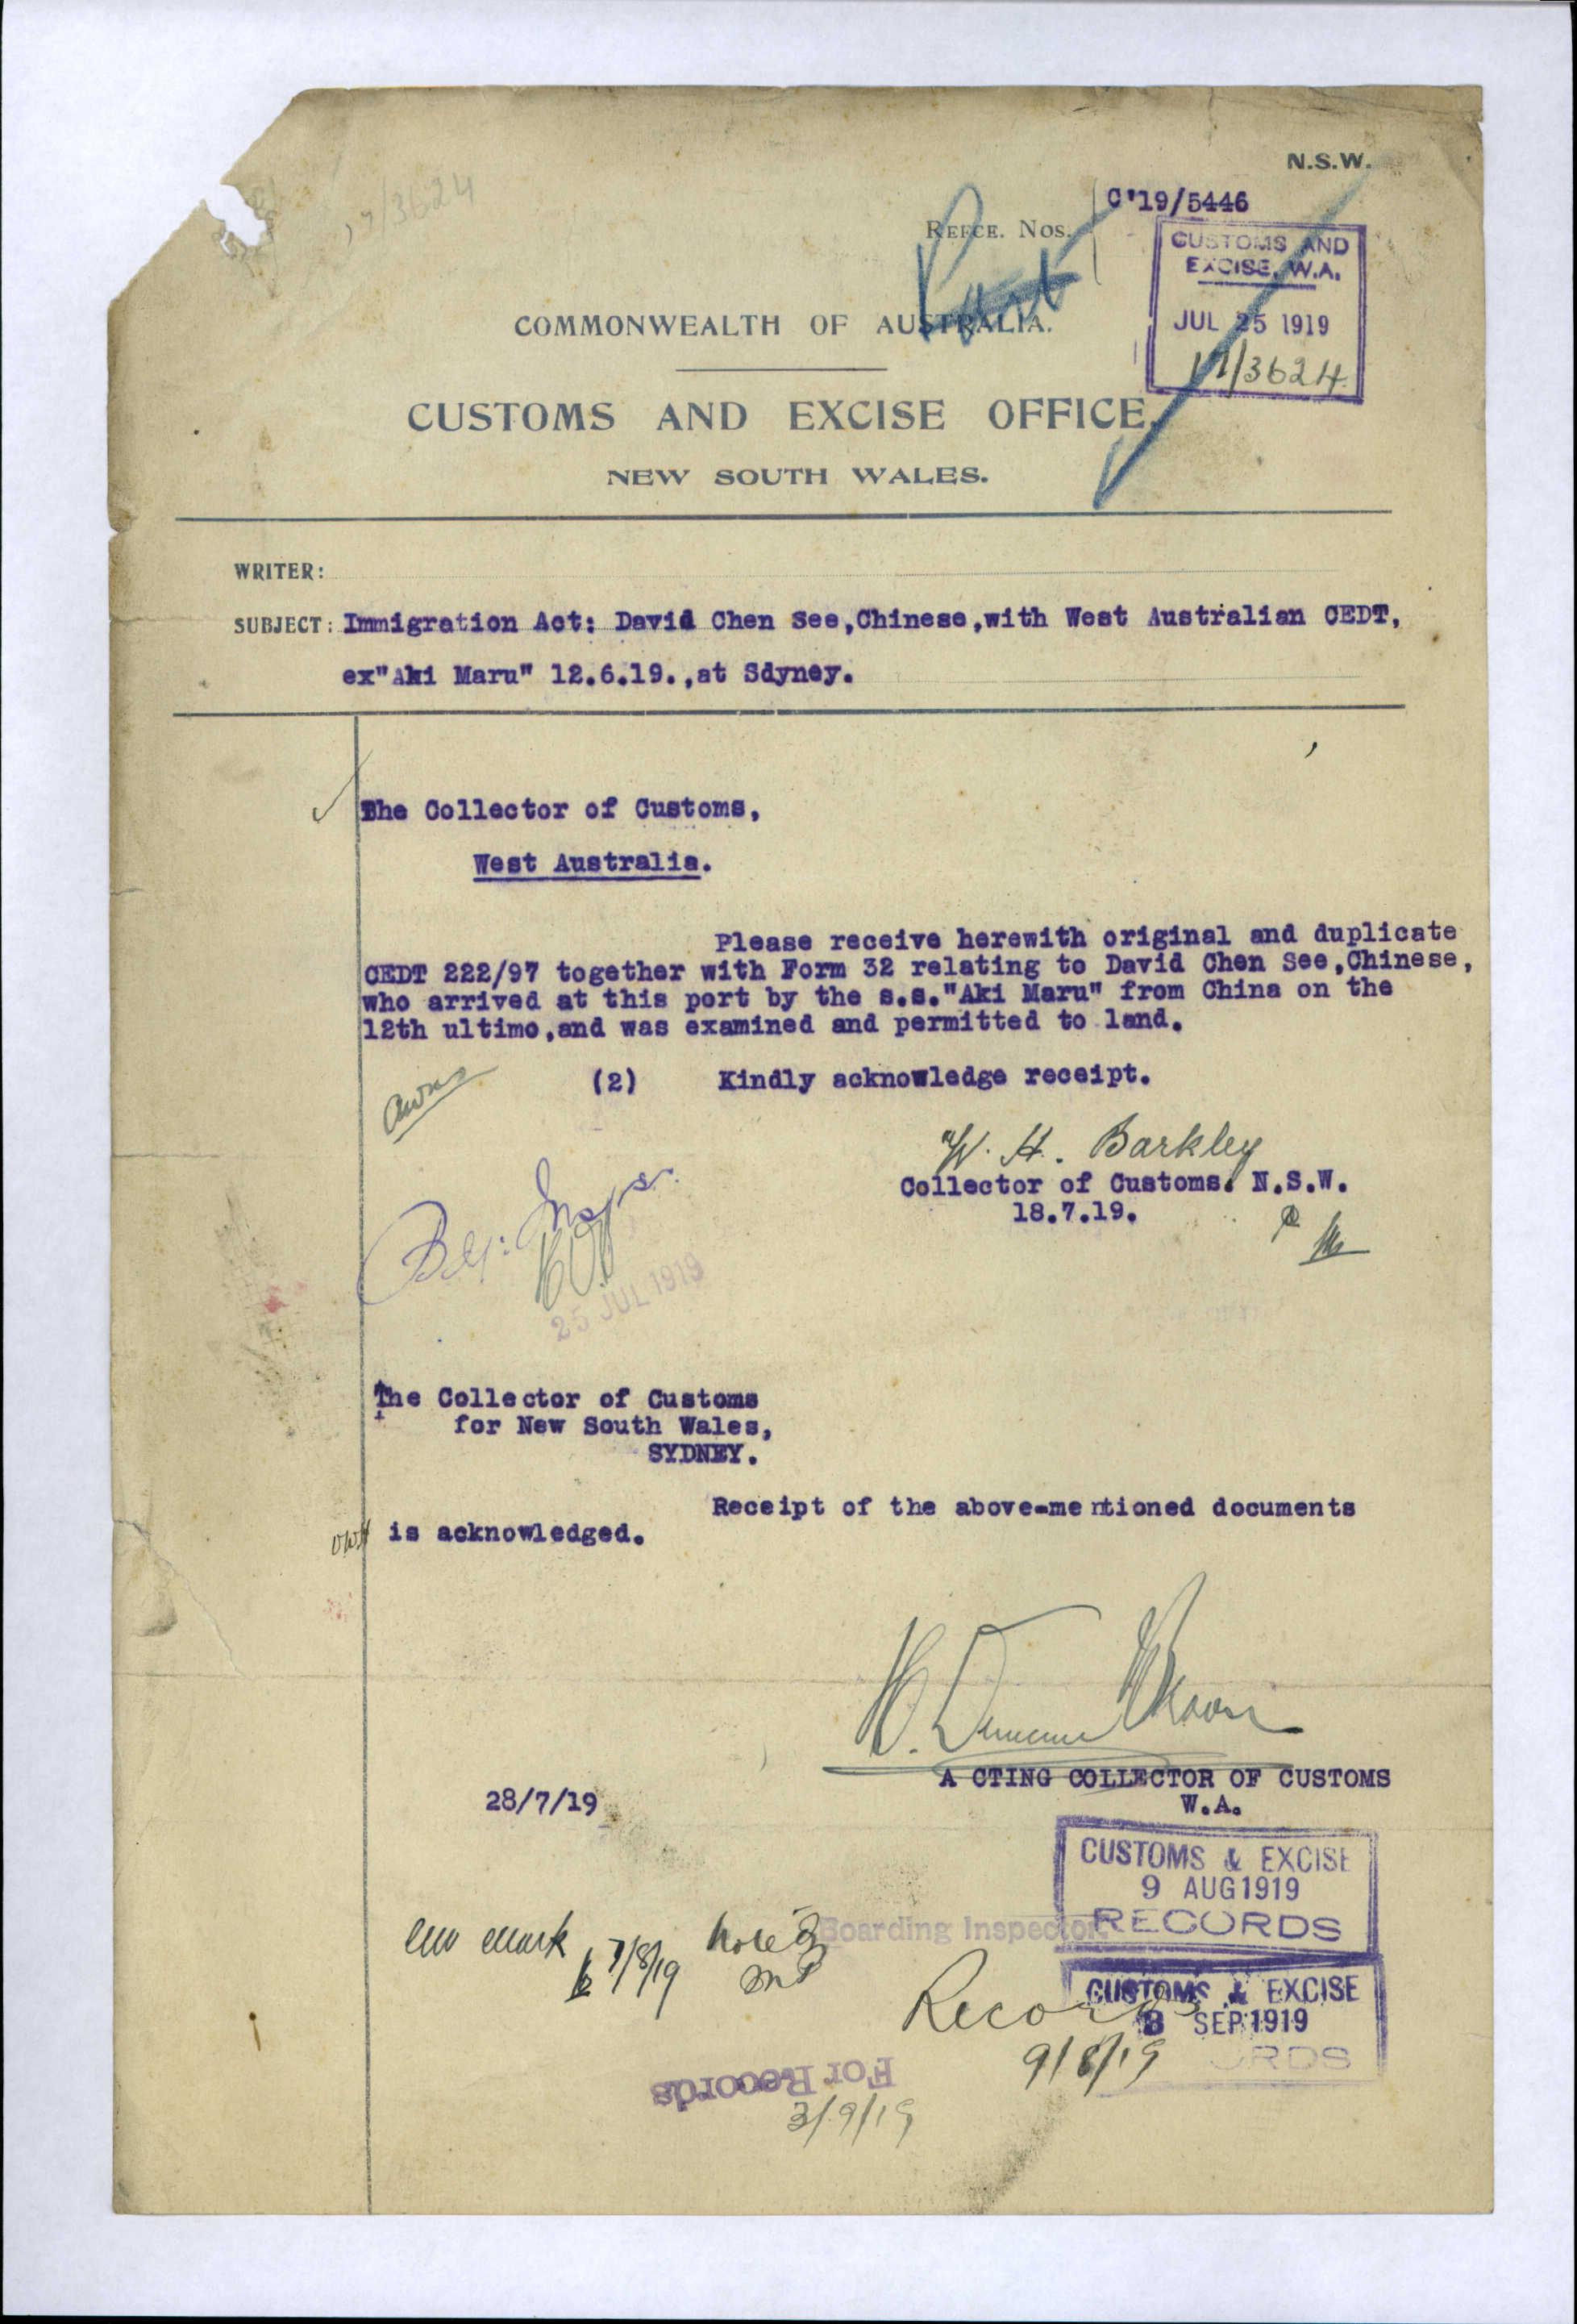 N.S.W.
C'19/5446
REFCE. NOS.
CUSTOMS AND
EXCISE, W.A.
JUL 25 1919
17/3624
COMMONWEALTH OF AUSTRALIA.
CUSTOMS AND EXCISE OFFICE,
NEW SOUTH WALES.
WRITER:
SUBJECT: Immigration Act: David Chen See,Chinese,with West Australian CEDT,
ex"Aki Maru" 12.6.19.,at Sdyney.
The Collector of Customs,
West Australia.
Please receive herewith original and duplicate
CEDT 222/97 together with Form 32 relating to David Chen See,Chinese,
who arrived at this port by the s.s."Aki Maru" from China on the
12th ultimo,and was examined and permitted to land.
(2) Kindly acknowledge receipt.
W. H. Barkley
Collector of Customs. N.S.W.
18.7.19.
25 JUL 1919
The Collector of Customs
for New South Wales,
SYDNEY.
Receipt of the above-mentioned documents
is acknowledged.
A CTING COLLECTOR OF CUSTOMS
W.A.
28/7/19
CUSTOMS & EXCISE
9 AUG 1919
RECORDS
Boarding Inspector.
7/8/19
Noted
CUSTOMS & EXCISE
3 SEP 1919
RDS
Records
9/8/19
For Records
3/9/19